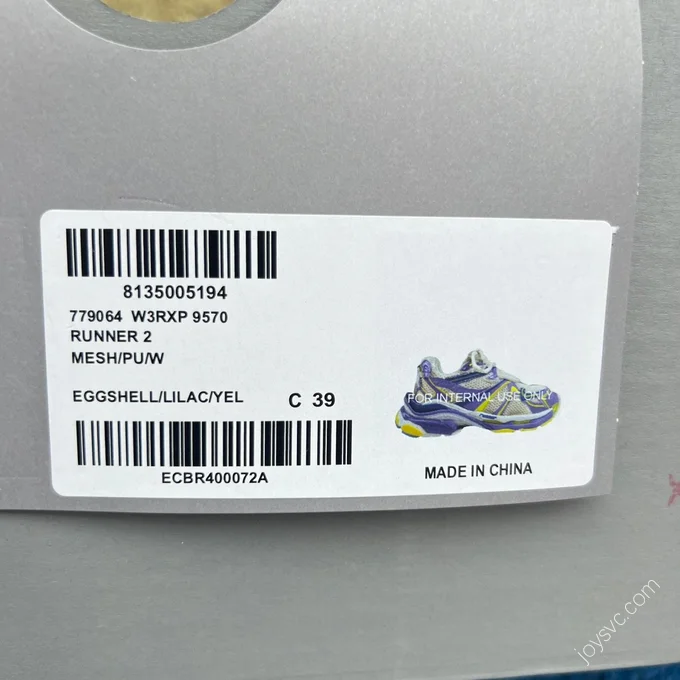 8135005194
779064 W3RXP 9570
RUNNER 2
MESH/PU/W
EGGSHELL/LILAC/YEL C 39
ECBR400072A
FOR INTERNAL USE ONLY
MADE IN CHINA
joysvc.com